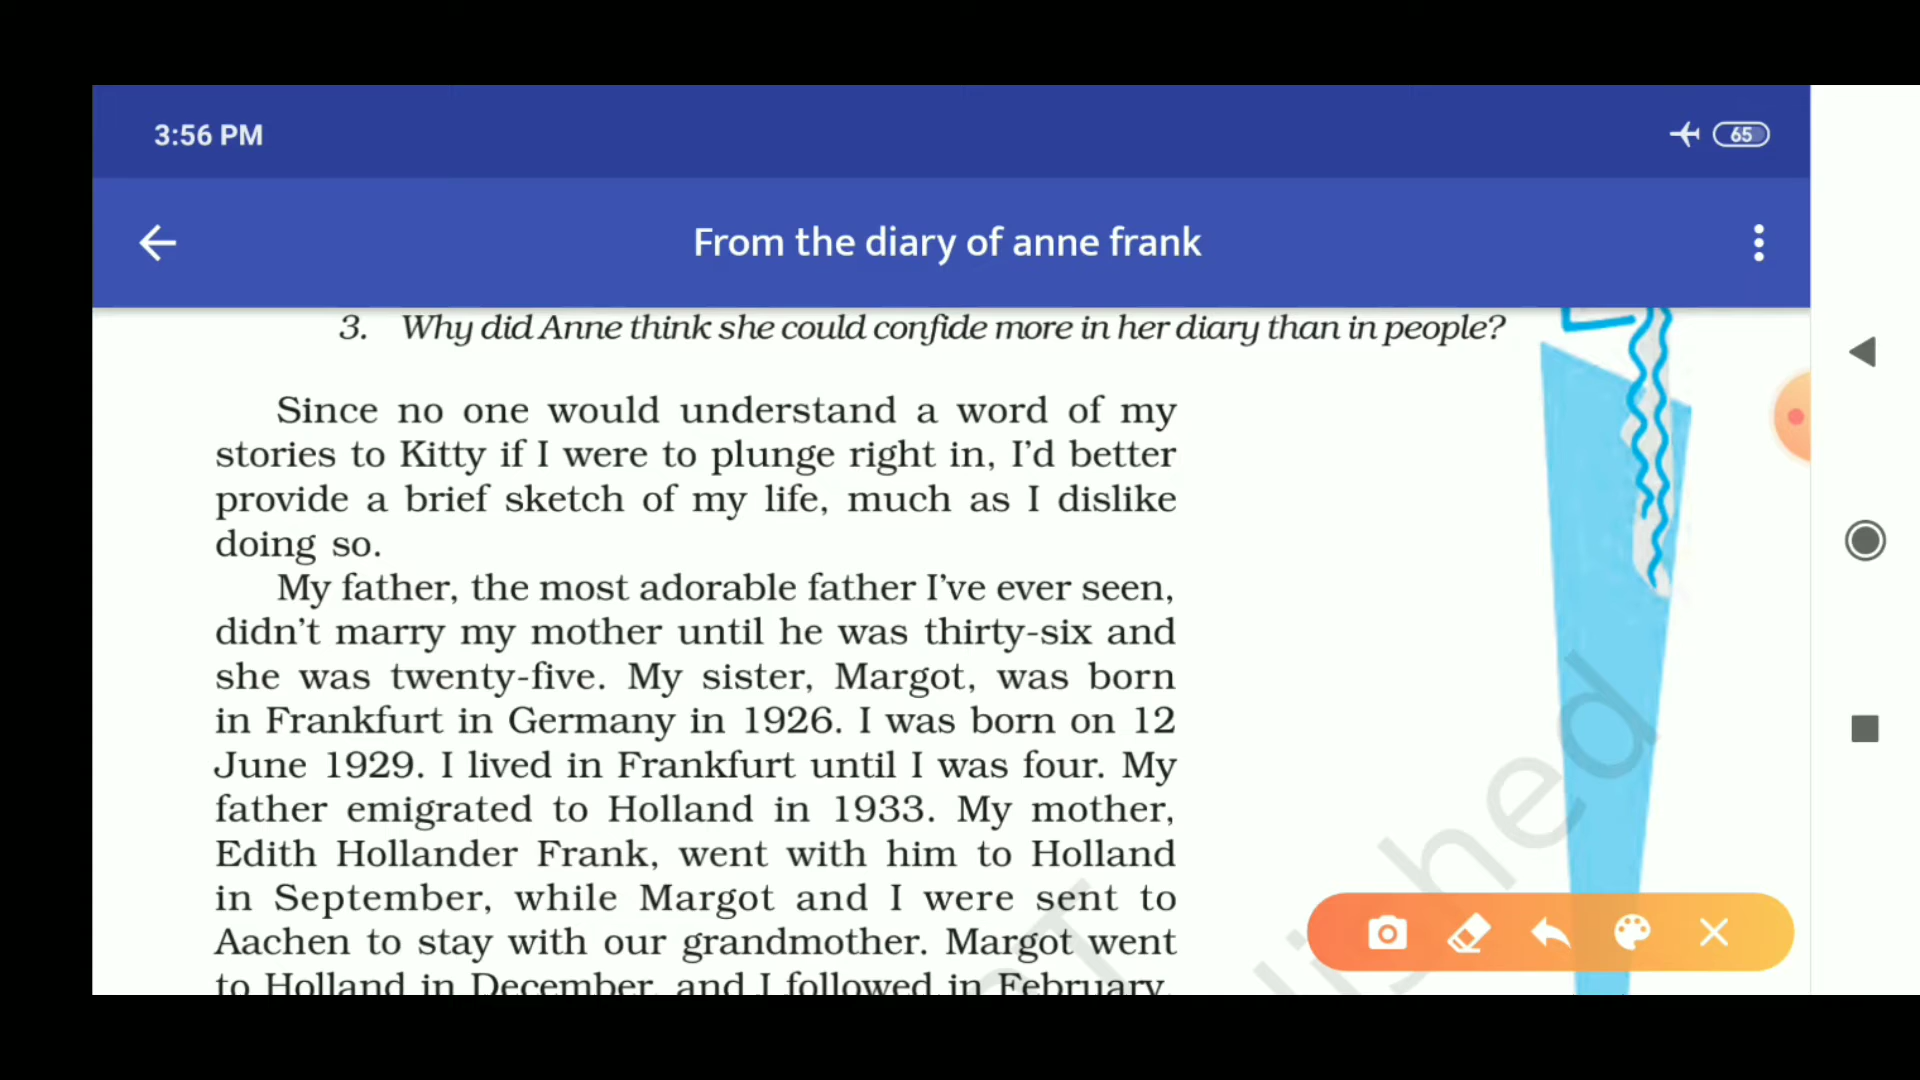 3:56 PM
65
From the diary of anne frank
3. Why did Anne think she could confide more in her diary than in people?
Since no one would understand a word of my
stories to Kitty if I were to plunge right in, I'd better
provide a brief sketch of my life, much as I dislike
doing so.
My father, the most adorable father I've ever seen,
didn't marry my mother until he was thirty-six and
she was twenty-five. My sister, Margot, was born
in Frankfurt in Germany in 1926. I was born on 12
June 1929. I lived in Frankfurt until I was four. My
father emigrated to Holland in 1933. My mother,
Edith Hollander Frank, went with him to Holland
in September, while Margot and I were sent to
Aachen to stay with our grandmother. Margot went
to Holland in December, and I followed in February,